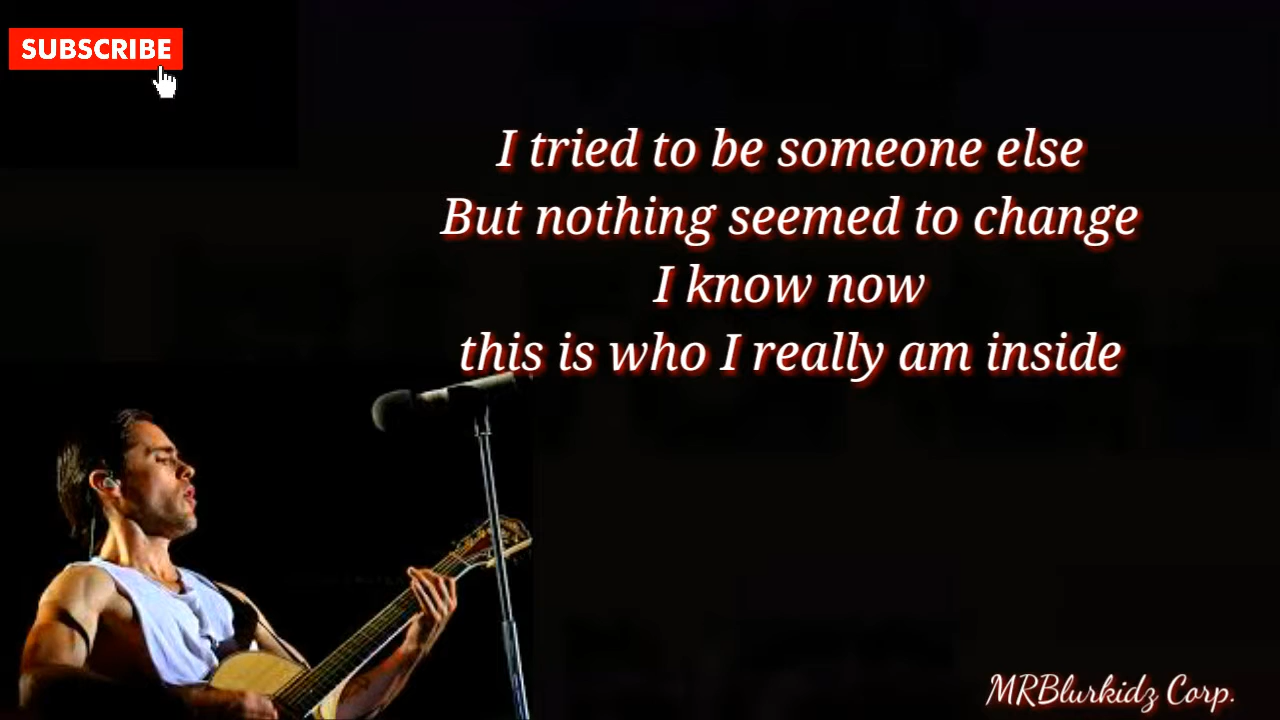 SUBSCRIBE
I tried to be someone else
But nothing seemed to change
I know now
this is who I really am inside
MRBlurkidz Corp.